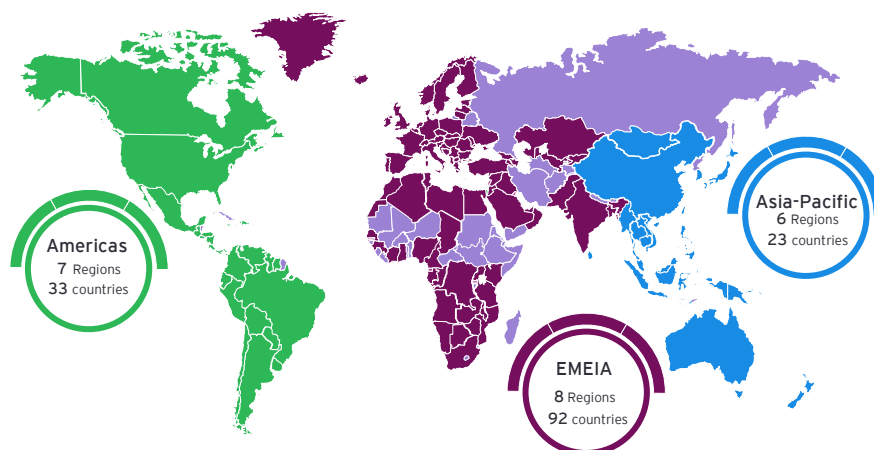 Americas
7 Regions
33 countries
Asia-Pacific
6 Regions
23 countries
EMEIA
8 Regions
92 countries